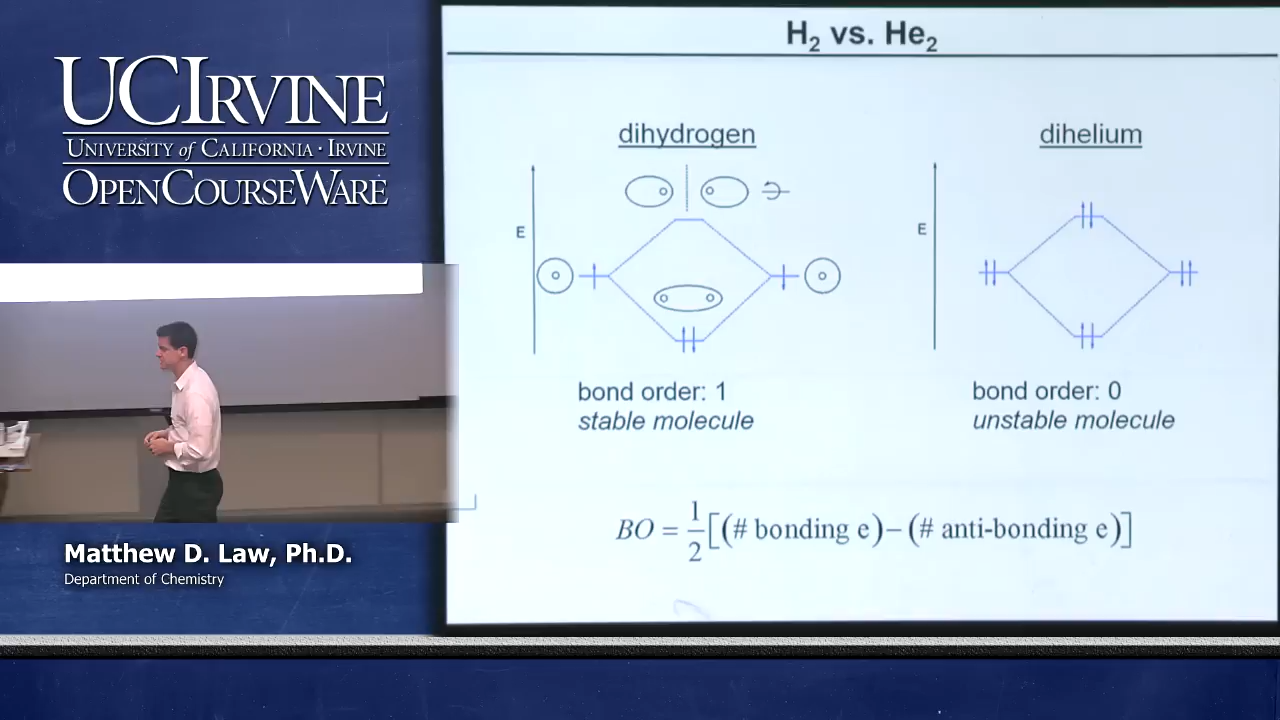 UCIRVINE
UNIVERSITY of CALIFORNIA · IRVINE
OPENCOURSEWARE
Matthew D. Law, Ph.D.
Department of Chemistry
H₂ vs. He₂
dihydrogen
dihelium
E
E
bond order: 1
stable molecule
bond order: 0
unstable molecule
BO = 1/2 [(# bonding e) − (# anti-bonding e)]